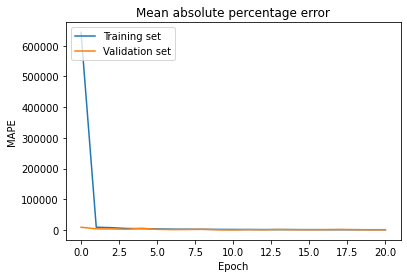 Mean absolute percentage error
Training set
Validation set
600000
500000
400000
300000
200000
100000
0
MAPE
0.0 2.5 5.0 7.5 10.0 12.5 15.0 17.5 20.0
Epoch